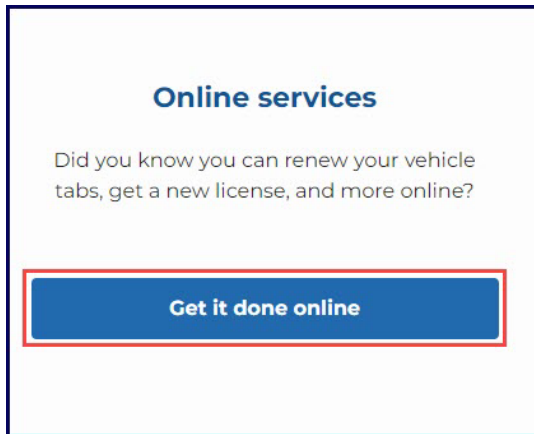 Online services
Did you know you can renew your vehicle
tabs, get a new license, and more online?
Get it done online